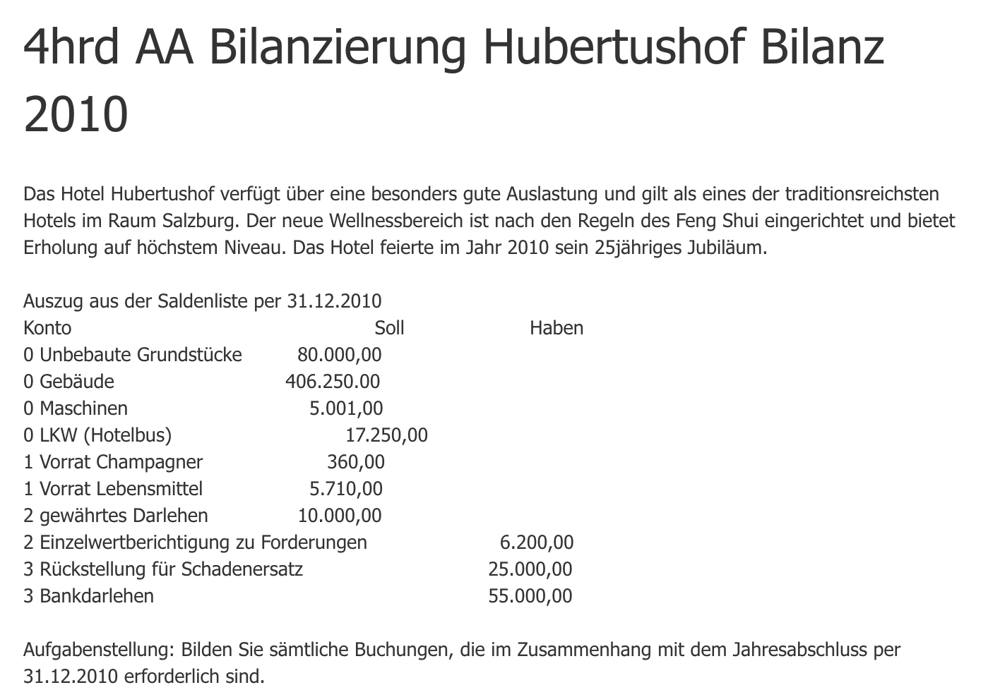 4hrd AA Bilanzierung Hubertushof Bilanz
2010
Das Hotel Hubertushof verfügt über eine besonders gute Auslastung und gilt als eines der traditionsreichsten
Hotels im Raum Salzburg. Der neue Wellnessbereich ist nach den Regeln des Feng Shui eingerichtet und bietet
Erholung auf höchstem Niveau. Das Hotel feierte im Jahr 2010 sein 25jähriges Jubiläum.
Auszug aus der Saldenliste per 31.12.2010
Konto Soll Haben
0 Unbebaute Grundstücke 80.000,00
0 Gebäude 406.250.00
0 Maschinen 5.001,00
0 LKW (Hotelbus) 17.250,00
1 Vorrat Champagner 360,00
1 Vorrat Lebensmittel 5.710,00
2 gewährtes Darlehen 10.000,00
2 Einzelwertberichtigung zu Forderungen 6.200,00
3 Rückstellung für Schadenersatz 25.000,00
3 Bankdarlehen 55.000,00
Aufgabenstellung: Bilden Sie sämtliche Buchungen, die im Zusammenhang mit dem Jahresabschluss per
31.12.2010 erforderlich sind.